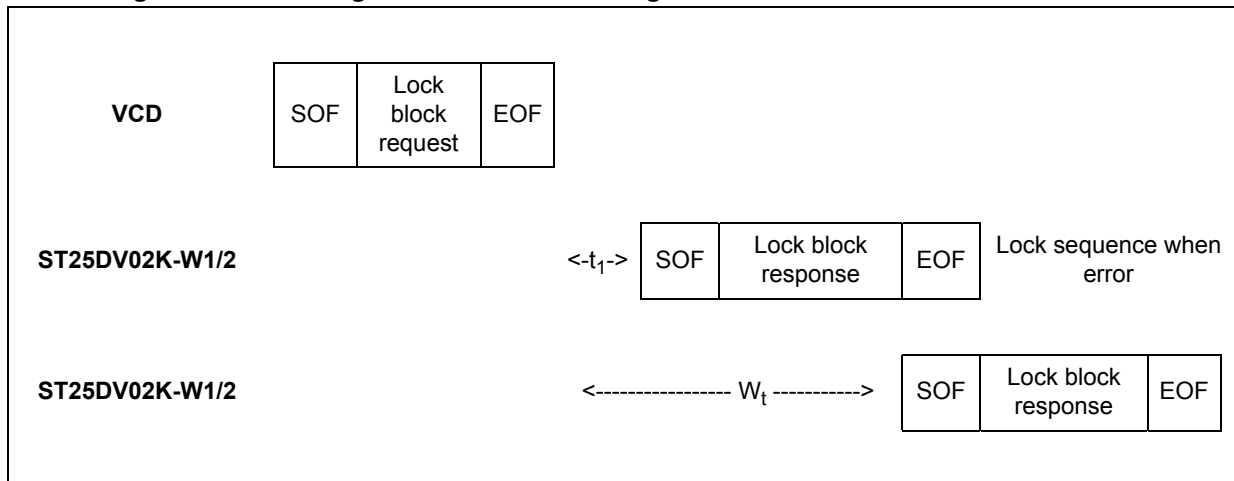 VCD SOF Lock block request EOF
ST25DV02K-W1/2 <-t1-> SOF Lock block response EOF Lock sequence when error
ST25DV02K-W1/2 <----------------- Wt -----------> SOF Lock block response EOF